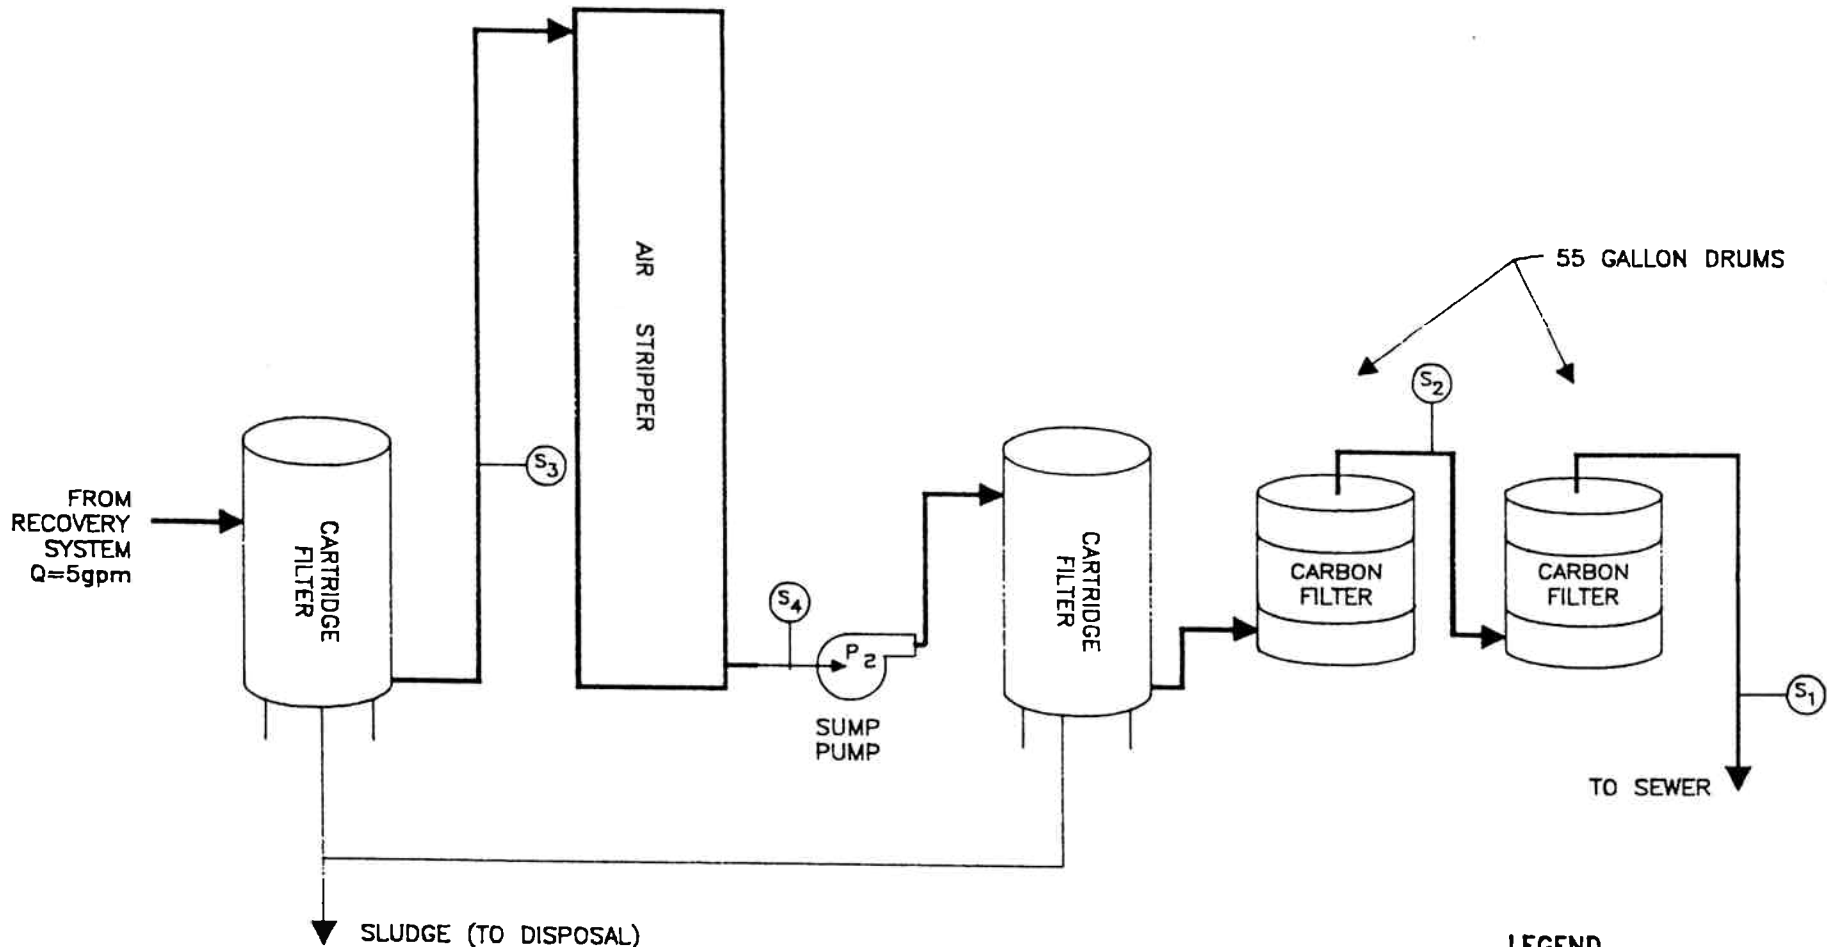 55 GALLON DRUMS
AIR STRIPPER
S2
S3
FROM
RECOVERY
SYSTEM
Q=5gpm
CARTRIDGE
FILTER
CARTRIDGE
FILTER
CARBON
FILTER
CARBON
FILTER
S4
P2
SUMP
PUMP
S1
TO SEWER
SLUDGE (TO DISPOSAL)
LEGEND